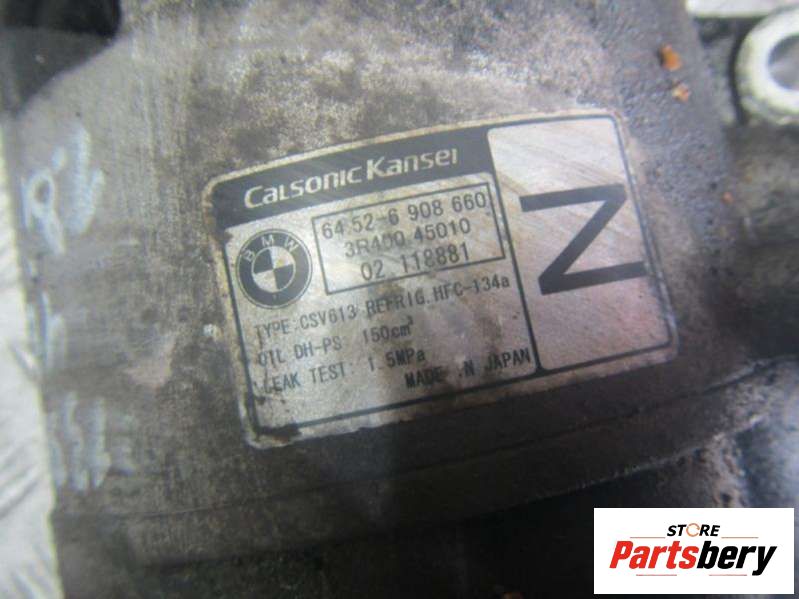 Calsonic Kansei
BMW
64.52-6 908 660
3R400 45010
02 118881
N
TYPE: CSV613 REFRIG. HFC-134a
OIL DH-PS 150cm³
LEAK TEST: 1.5MPa
MADE IN JAPAN
STORE
Partsbery